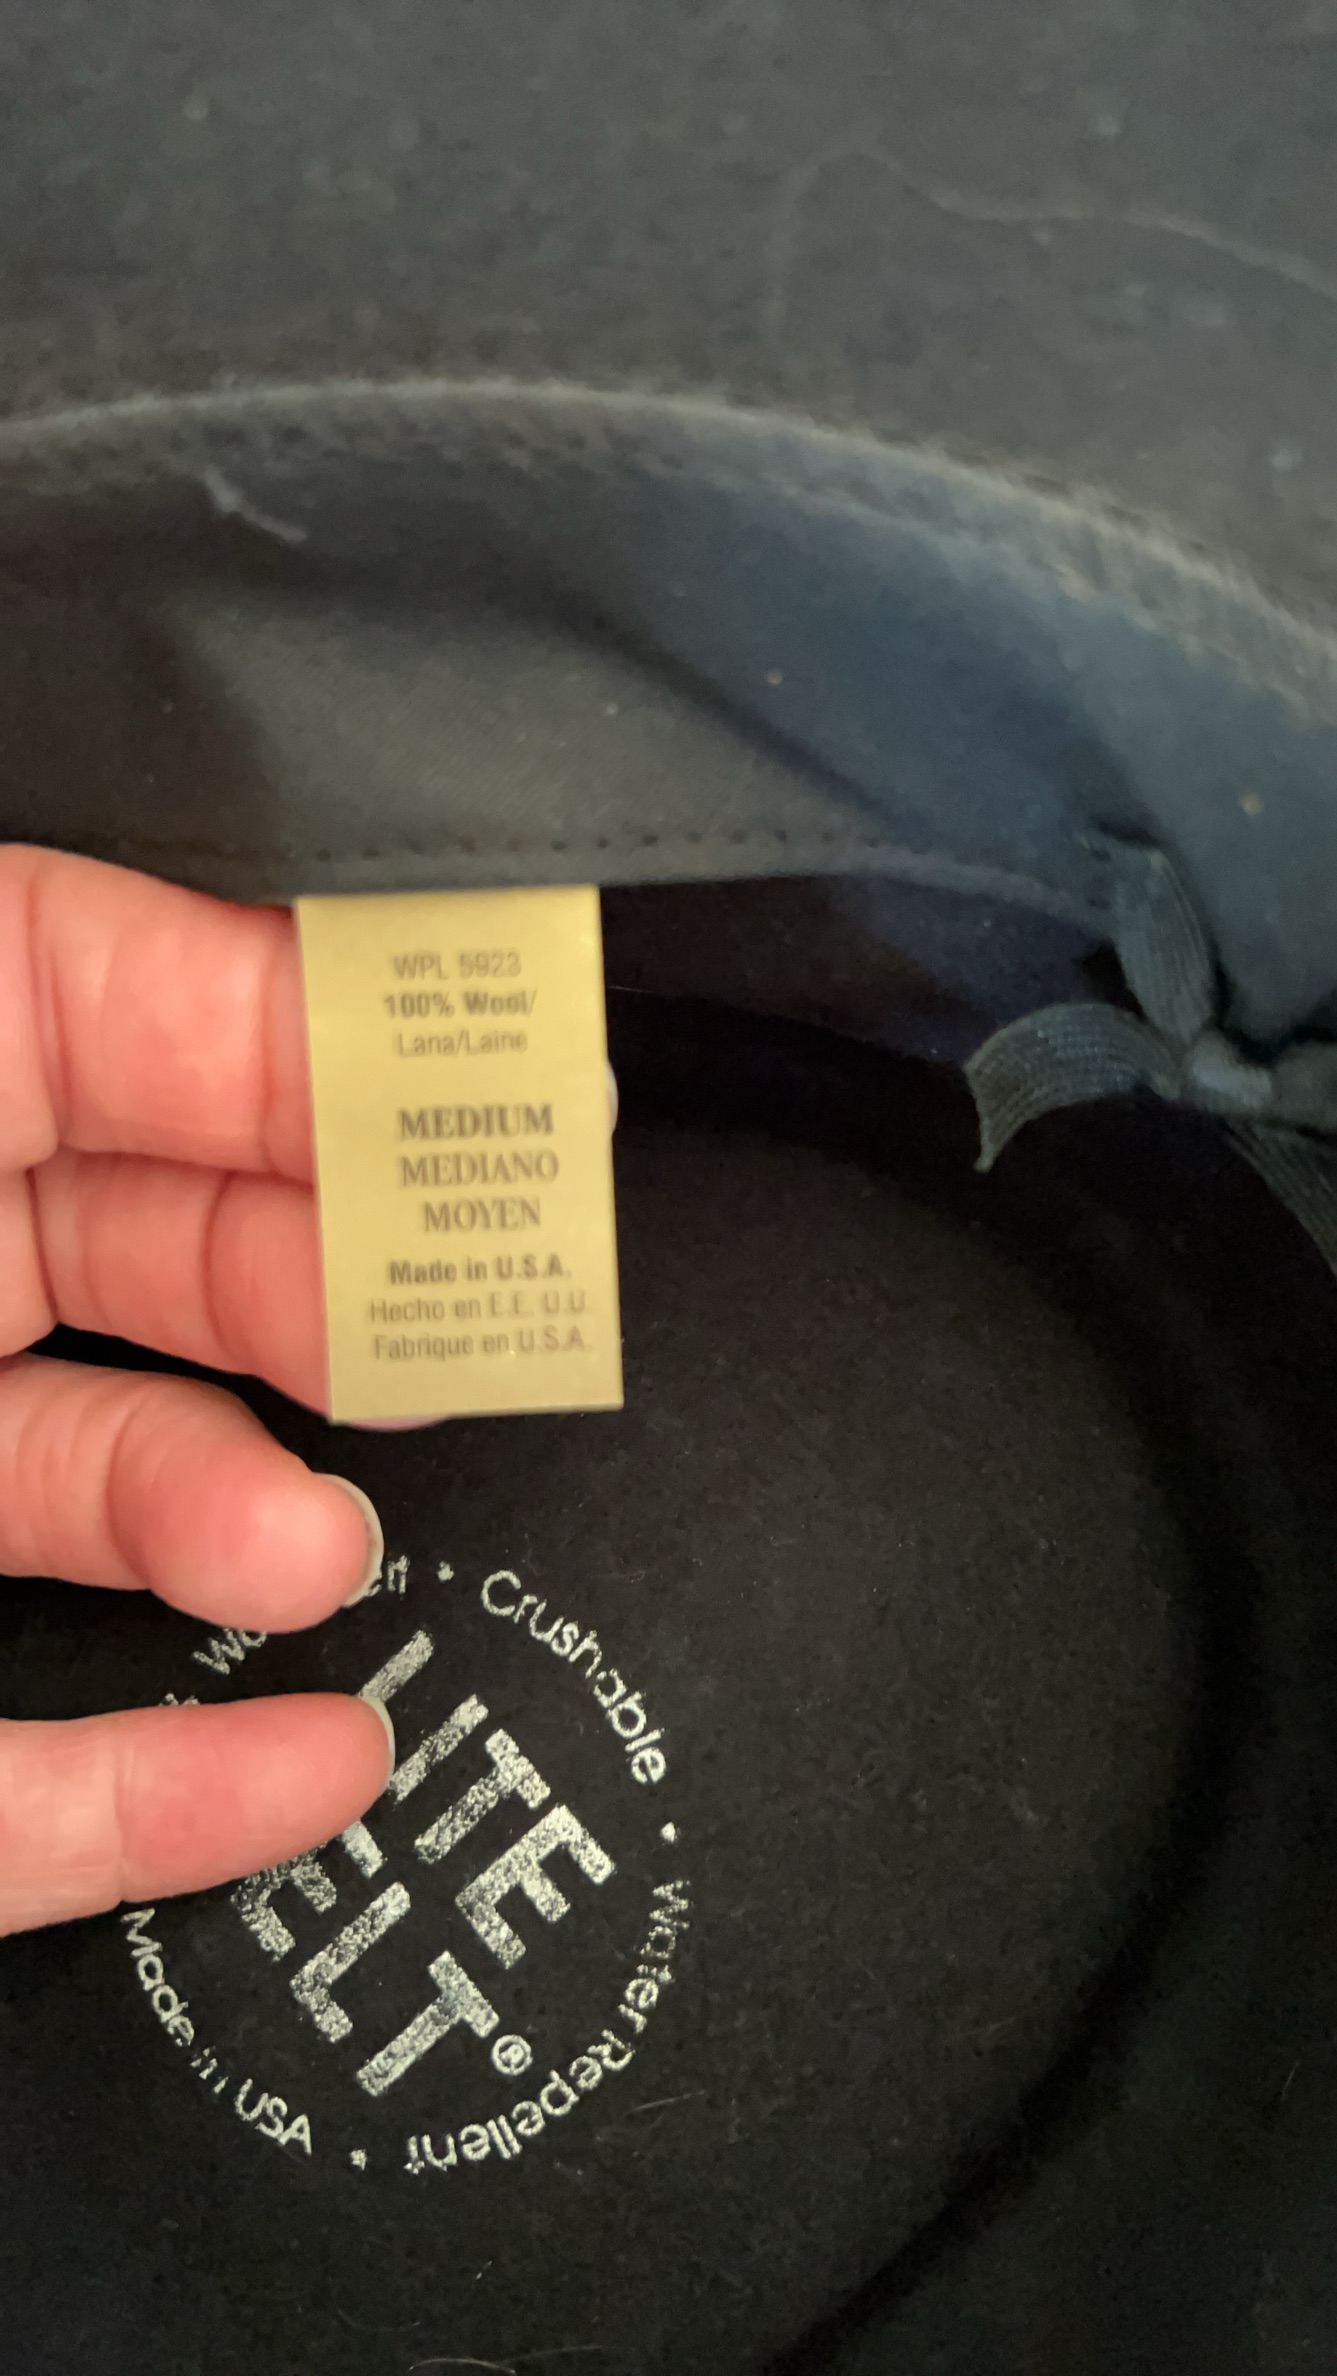 WPL 5923
100% Wool/
Lana/Laine
MEDIUM
MEDIANO
MOYEN
Made in U.S.A.
Hecho en E.E. U.U.
Fabrique en U.S.A.
Crushable • Water Repellent • Made in USA •